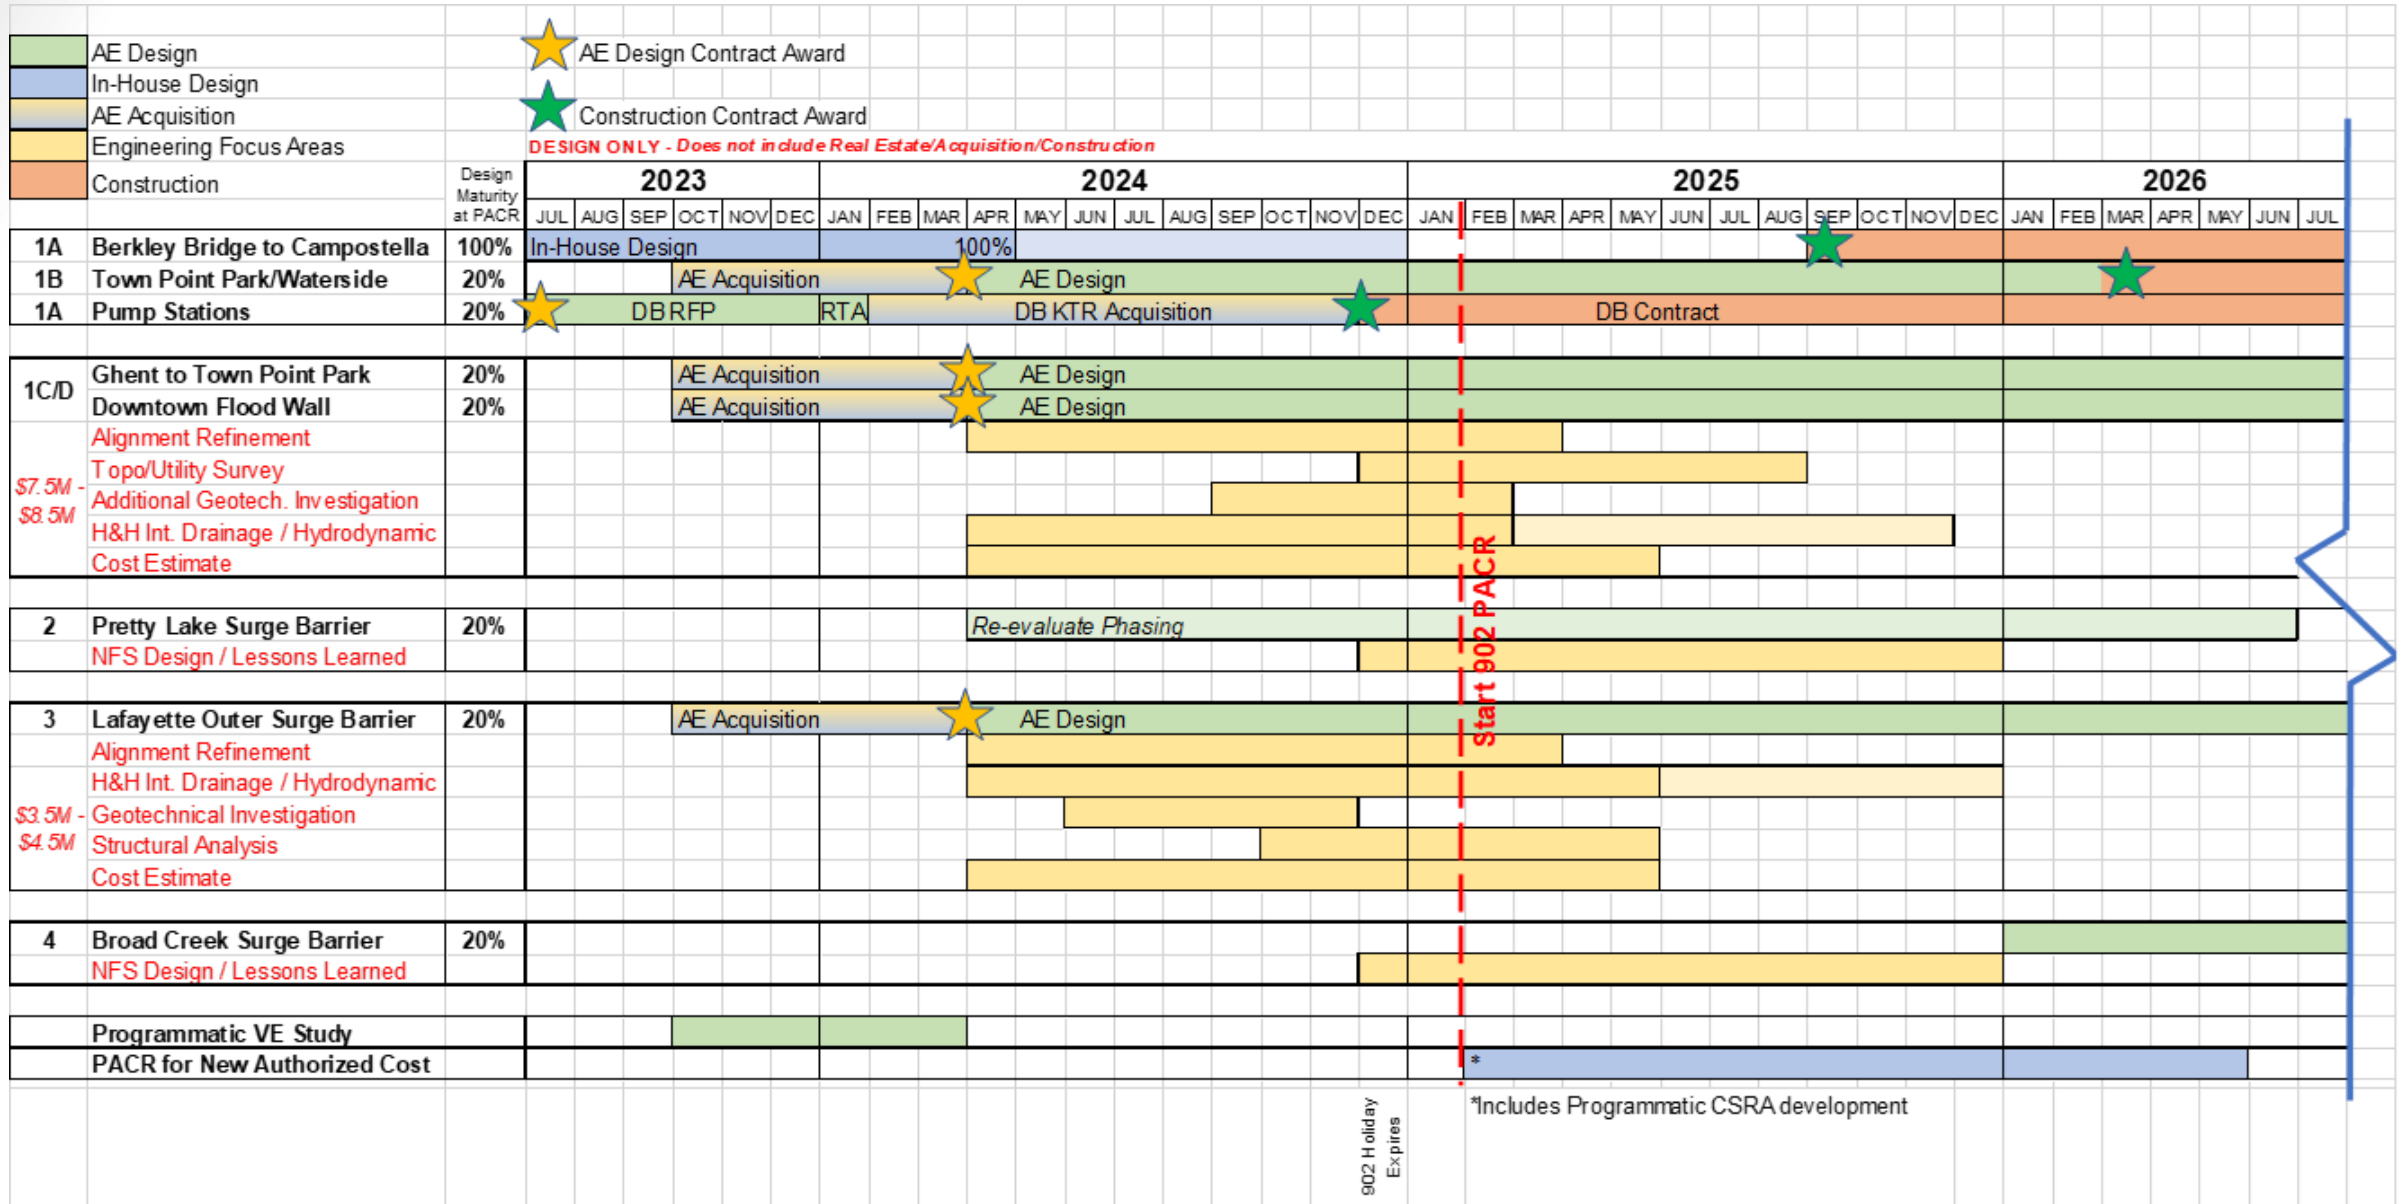 AE Design
AE Design Contract Award
In-House Design
AE Acquisition
Construction Contract Award
Engineering Focus Areas
DESIGN ONLY - Does not include Real Estate/Acquisition/Construction
Construction
Design Maturity at PACR
2023 2024 2025 2026
JUL AUG SEP OCT NOV DEC JAN FEB MAR APR MAY JUN JUL AUG SEP OCT NOV DEC JAN FEB MAR APR MAY JUN JUL AUG SEP OCT NOV DEC JAN FEB MAR APR MAY JUN JUL
1A Berkley Bridge to Campostella 100% In-House Design 100%
1B Town Point Park/Waterside 20% AE Acquisition AE Design
1A Pump Stations 20% DB RFP RTA DB KTR Acquisition DB Contract
1C/D
Ghent to Town Point Park 20% AE Acquisition AE Design
Downtown Flood Wall 20% AE Acquisition AE Design
$7.5M - $8.5M
Alignment Refinement
Topo/Utility Survey
Additional Geotech. Investigation
H&H Int. Drainage / Hydrodynamic
Cost Estimate
Start 902 PACR
2 Pretty Lake Surge Barrier 20% Re-evaluate Phasing
NFS Design / Lessons Learned
3 Lafayette Outer Surge Barrier 20% AE Acquisition AE Design
Alignment Refinement
H&H Int. Drainage / Hydrodynamic
$3.5M - $4.5M
Geotechnical Investigation
Structural Analysis
Cost Estimate
4 Broad Creek Surge Barrier 20%
NFS Design / Lessons Learned
Programmatic VE Study
PACR for New Authorized Cost *
*Includes Programmatic CSRA development
902 Holiday
Expires